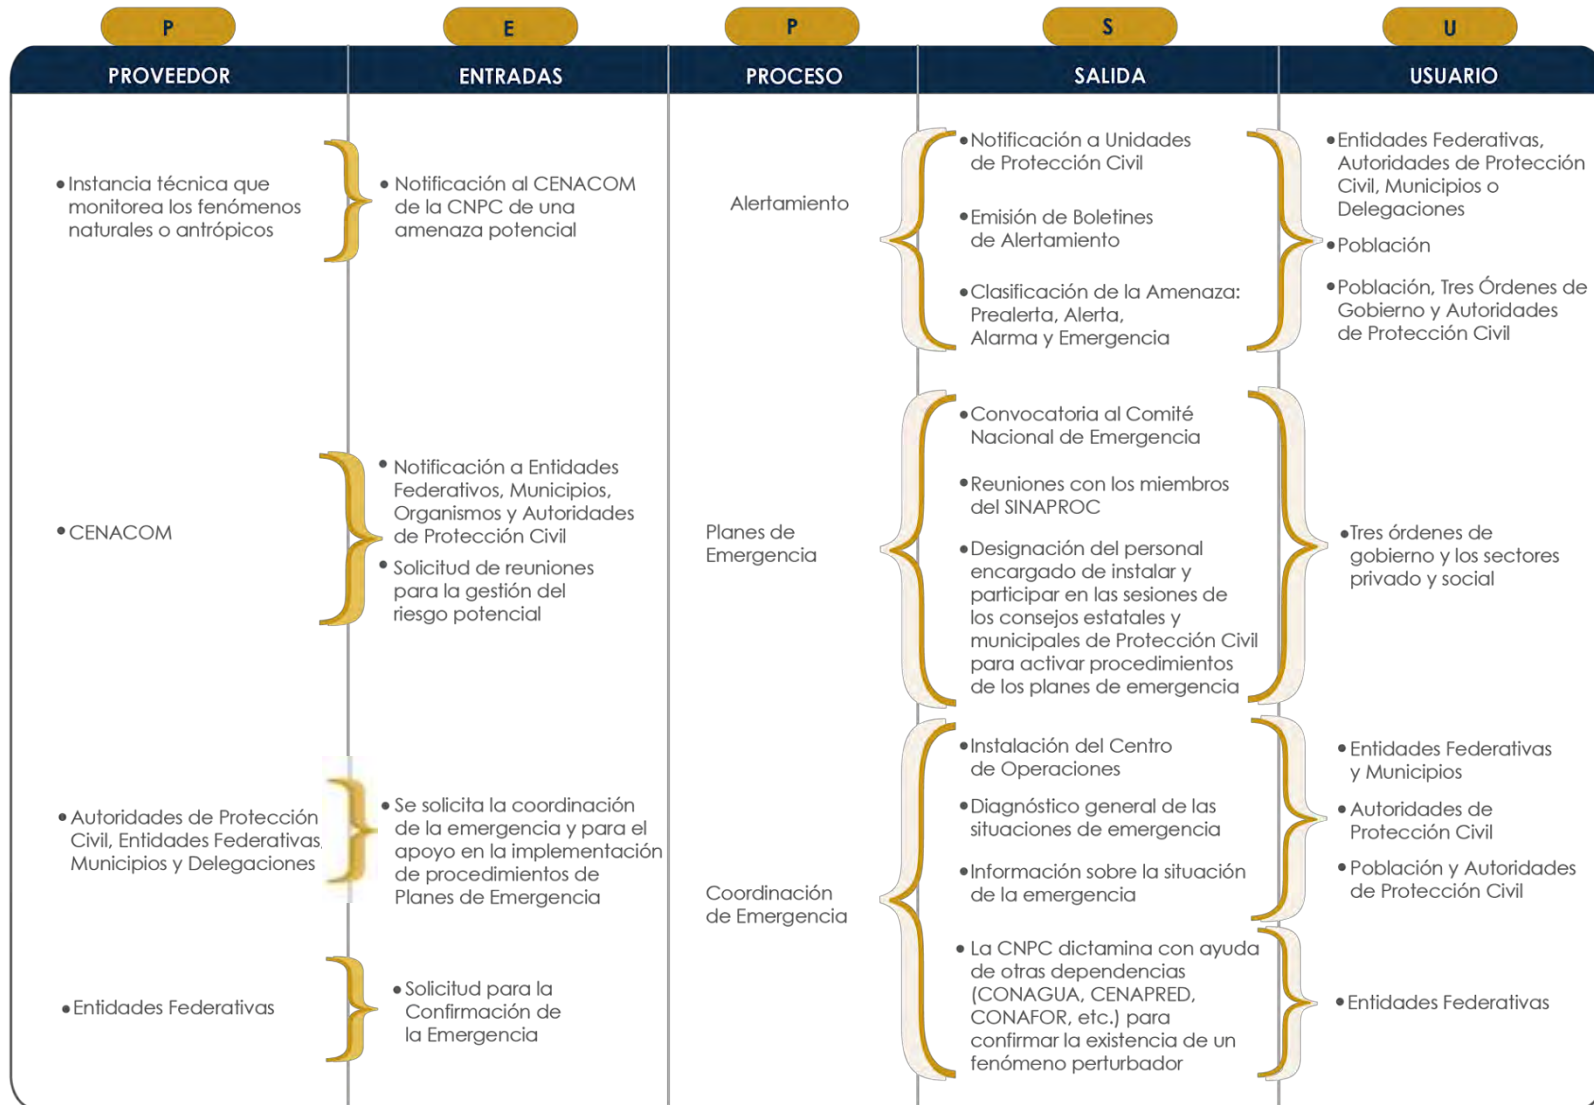 P
E
P
S
U
PROVEEDOR
ENTRADAS
PROCESO
SALIDA
USUARIO
• Instancia técnica que
monitorea los fenómenos
naturales o antrópicos
• Notificación al CENACOM
de la CNPC de una
amenaza potencial
Alertamiento
• Notificación a Unidades
de Protección Civil
• Emisión de Boletines
de Alertamiento
• Clasificación de la Amenaza:
Prealerta, Alerta,
Alarma y Emergencia
• Entidades Federativas,
Autoridades de Protección
Civil, Municipios o
Delegaciones
• Población
• Población, Tres Órdenes de
Gobierno y Autoridades
de Protección Civil
• CENACOM
• Notificación a Entidades
Federativos, Municipios,
Organismos y Autoridades
de Protección Civil
• Solicitud de reuniones
para la gestión del
riesgo potencial
Planes de
Emergencia
• Convocatoria al Comité
Nacional de Emergencia
• Reuniones con los miembros
del SINAPROC
• Designación del personal
encargado de instalar y
participar en las sesiones de
los consejos estatales y
municipales de Protección Civil
para activar procedimientos
de los planes de emergencia
• Tres órdenes de
gobierno y los sectores
privado y social
• Autoridades de Protección
Civil, Entidades Federativas,
Municipios y Delegaciones
• Se solicita la coordinación
de la emergencia y para el
apoyo en la implementación
de procedimientos de
Planes de Emergencia
Coordinación
de Emergencia
• Instalación del Centro
de Operaciones
• Diagnóstico general de las
situaciones de emergencia
• Información sobre la situación
de la emergencia
• Entidades Federativas
y Municipios
• Autoridades de
Protección Civil
• Población y Autoridades
de Protección Civil
• Entidades Federativas
• Solicitud para la
Confirmación de
la Emergencia
• La CNPC dictamina con ayuda
de otras dependencias
(CONAGUA, CENAPRED,
CONAFOR, etc.) para
confirmar la existencia de un
fenómeno perturbador
• Entidades Federativas